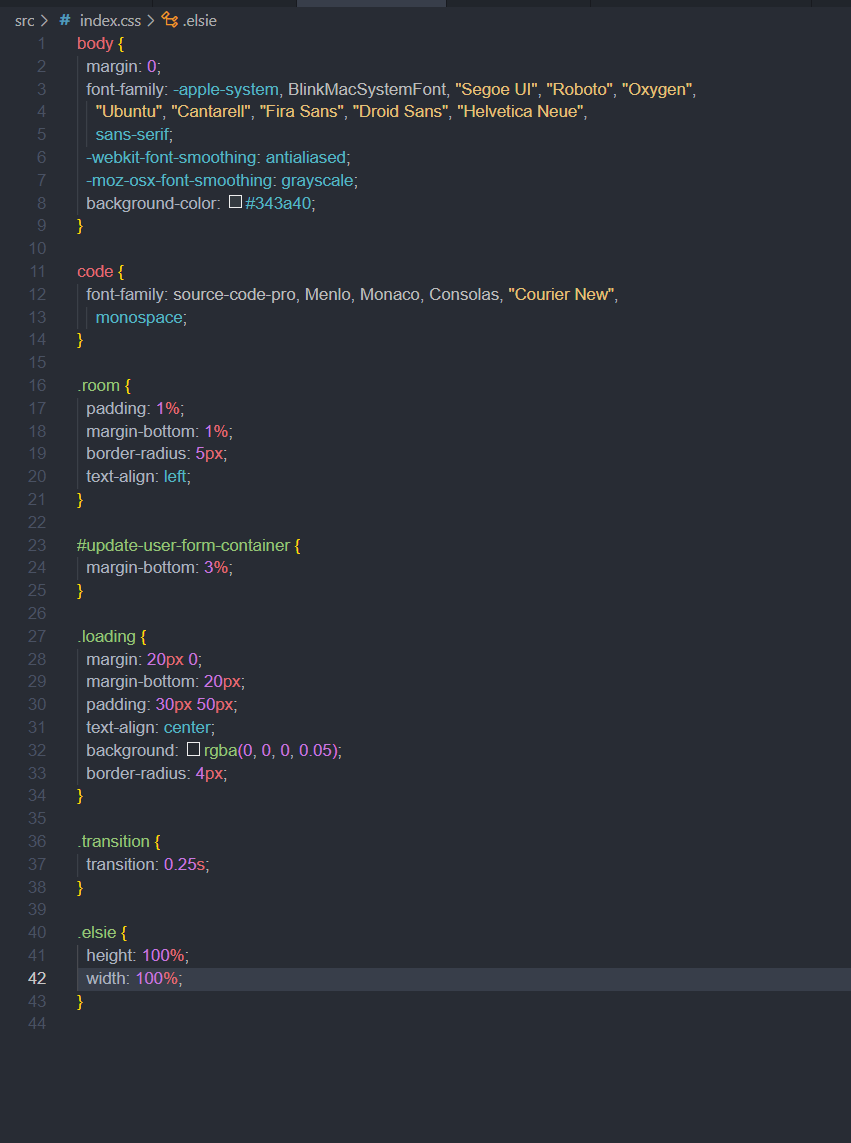 src > # index.css > .elsie
1 body {
2 margin: 0;
3 font-family: -apple-system, BlinkMacSystemFont, "Segoe UI", "Roboto", "Oxygen",
4 "Ubuntu", "Cantarell", "Fira Sans", "Droid Sans", "Helvetica Neue",
5 sans-serif;
6 -webkit-font-smoothing: antialiased;
7 -moz-osx-font-smoothing: grayscale;
8 background-color: #343a40;
9 }
10
11 code {
12 font-family: source-code-pro, Menlo, Monaco, Consolas, "Courier New",
13 monospace;
14 }
15
16 .room {
17 padding: 1%;
18 margin-bottom: 1%;
19 border-radius: 5px;
20 text-align: left;
21 }
22
23 #update-user-form-container {
24 margin-bottom: 3%;
25 }
26
27 .loading {
28 margin: 20px 0;
29 margin-bottom: 20px;
30 padding: 30px 50px;
31 text-align: center;
32 background: rgba(0, 0, 0, 0.05);
33 border-radius: 4px;
34 }
35
36 .transition {
37 transition: 0.25s;
38 }
39
40 .elsie {
41 height: 100%;
42 width: 100%;
43 }
44